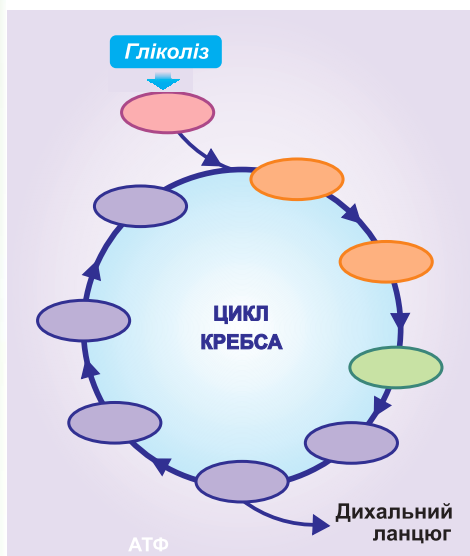 Гліколіз
ЦИКЛ
КРЕБСА
Дихальний
ланцюг
АТФ